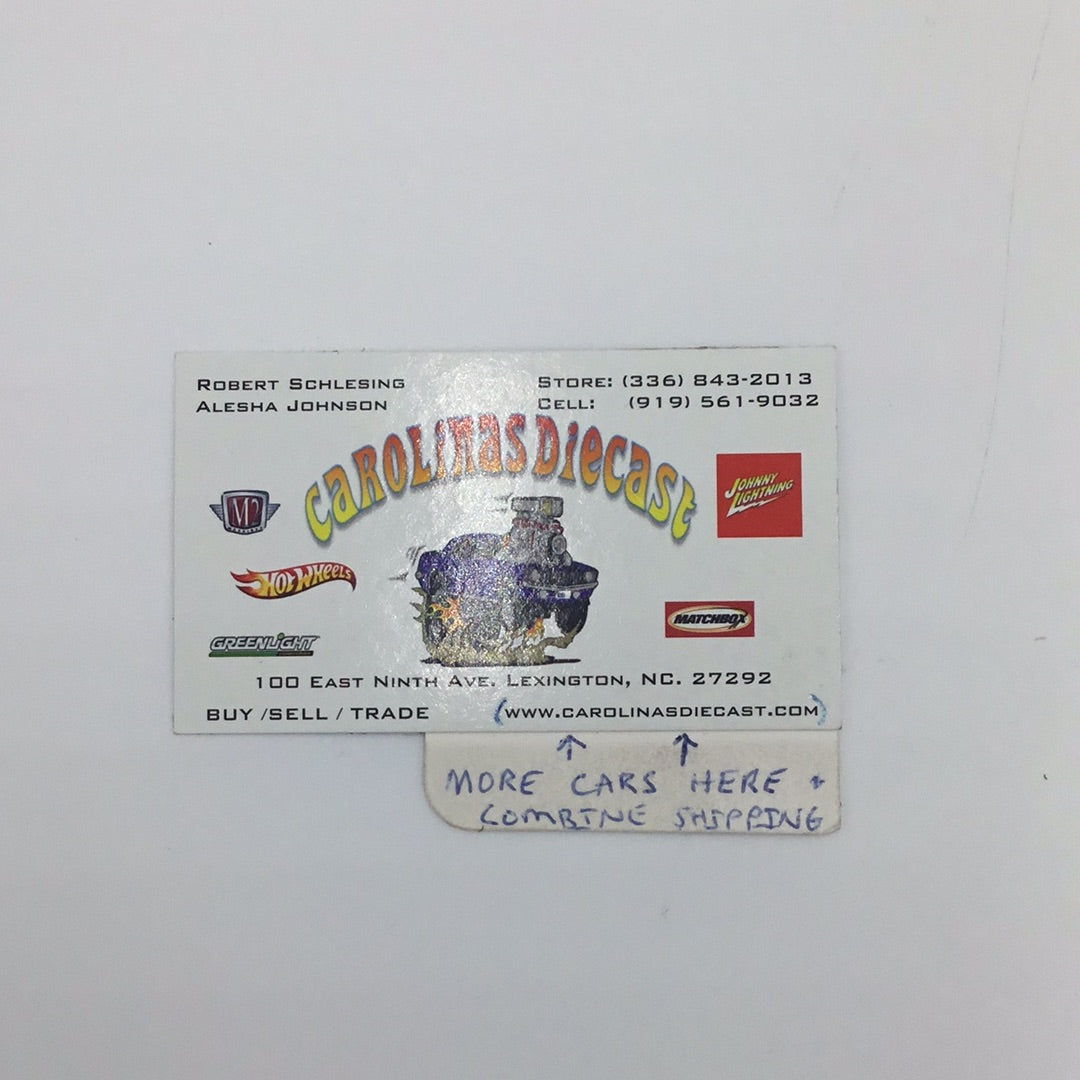 ROBERT SCHLESING
ALESHA JOHNSON
STORE: (336) 843-2013
CELL: (919) 561-9032
CAROLINAS DIECAST
M2
JOHNNY LIGHTNING
HOT WHEELS
MATCHBOX
GREENLIGHT
100 EAST NINTH AVE. LEXINGTON, NC. 27292
BUY /SELL / TRADE
(WWW.CAROLINASDIECAST.COM)
↑ ↑
MORE CARS HERE +
COMBINE SHIPPING